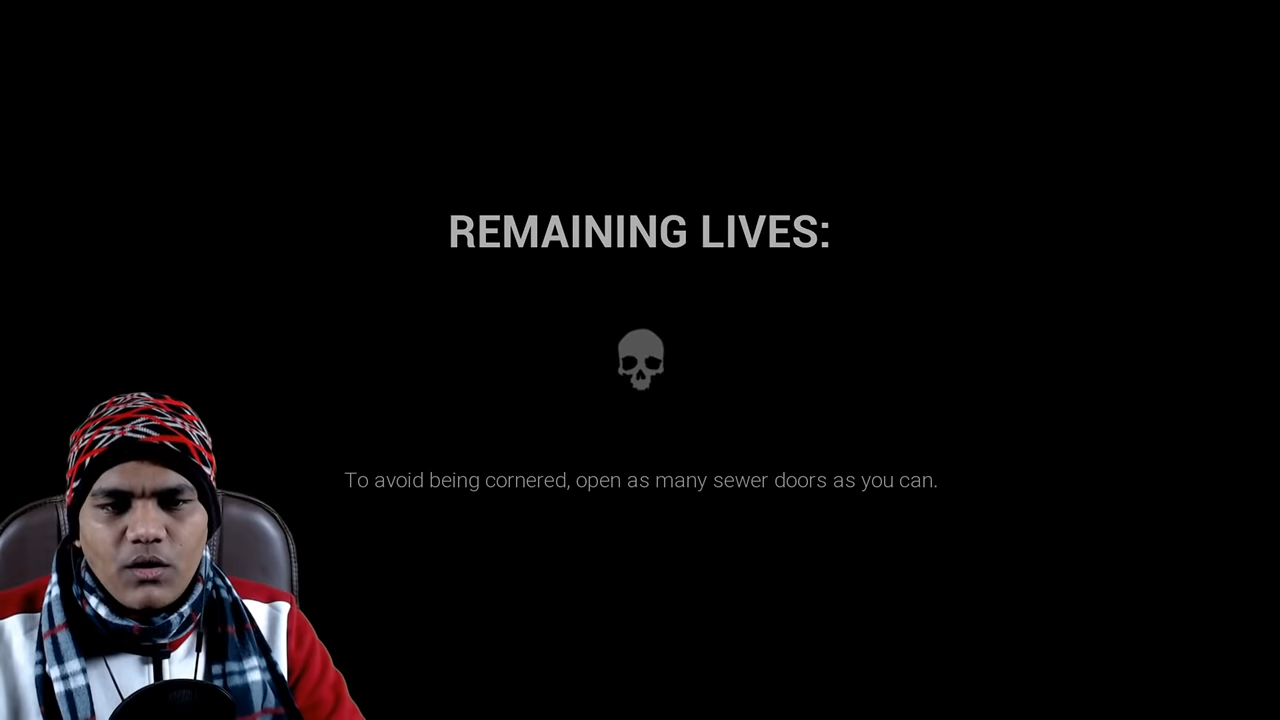 REMAINING LIVES:
To avoid being cornered, open as many sewer doors as you can.